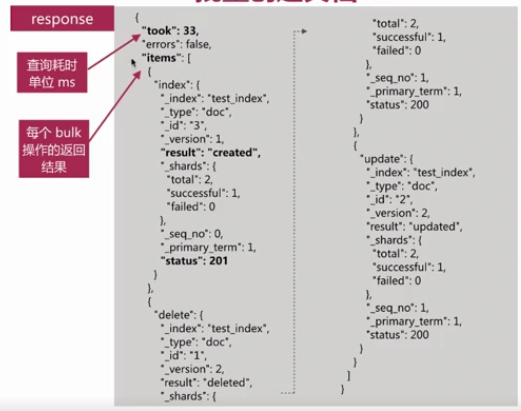 response
查询耗时
单位 ms
每个 bulk
操作的返回
结果
{
"took": 33,
"errors": false,
"items": [
{
"index": {
"_index": "test_index",
"_type": "doc",
"_id": "3",
"_version": 1,
"result": "created",
"_shards": {
"total": 2,
"successful": 1,
"failed": 0
},
"_seq_no": 0,
"_primary_term": 1,
"status": 201
}
},
{
"delete": {
"_index": "test_index",
"_type": "doc",
"_id": "1",
"_version": 2,
"result": "deleted",
"_shards": {
"total": 2,
"successful": 1,
"failed": 0
},
"_seq_no": 1,
"_primary_term": 1,
"status": 200
}
},
{
"update": {
"_index": "test_index",
"_type": "doc",
"_id": "2",
"_version": 2,
"result": "updated",
"_shards": {
"total": 2,
"successful": 1,
"failed": 0
},
"_seq_no": 1,
"_primary_term": 1,
"status": 200
}
}
]
}